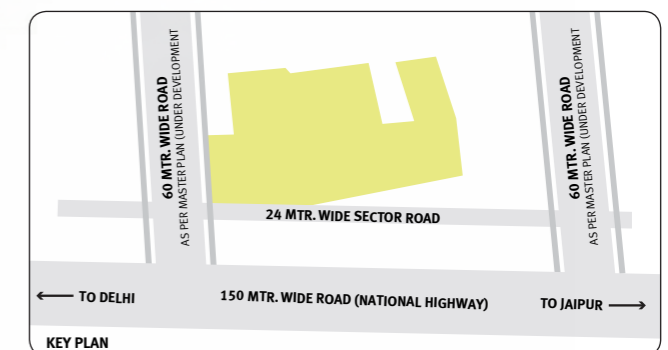 60 MTR. WIDE ROAD
AS PER MASTER PLAN (UNDER DEVELOPMENT
60 MTR. WIDE ROAD
AS PER MASTER PLAN (UNDER DEVELOPMENT
24 MTR. WIDE SECTOR ROAD
← TO DELHI
150 MTR. WIDE ROAD (NATIONAL HIGHWAY)
TO JAIPUR →
KEY PLAN